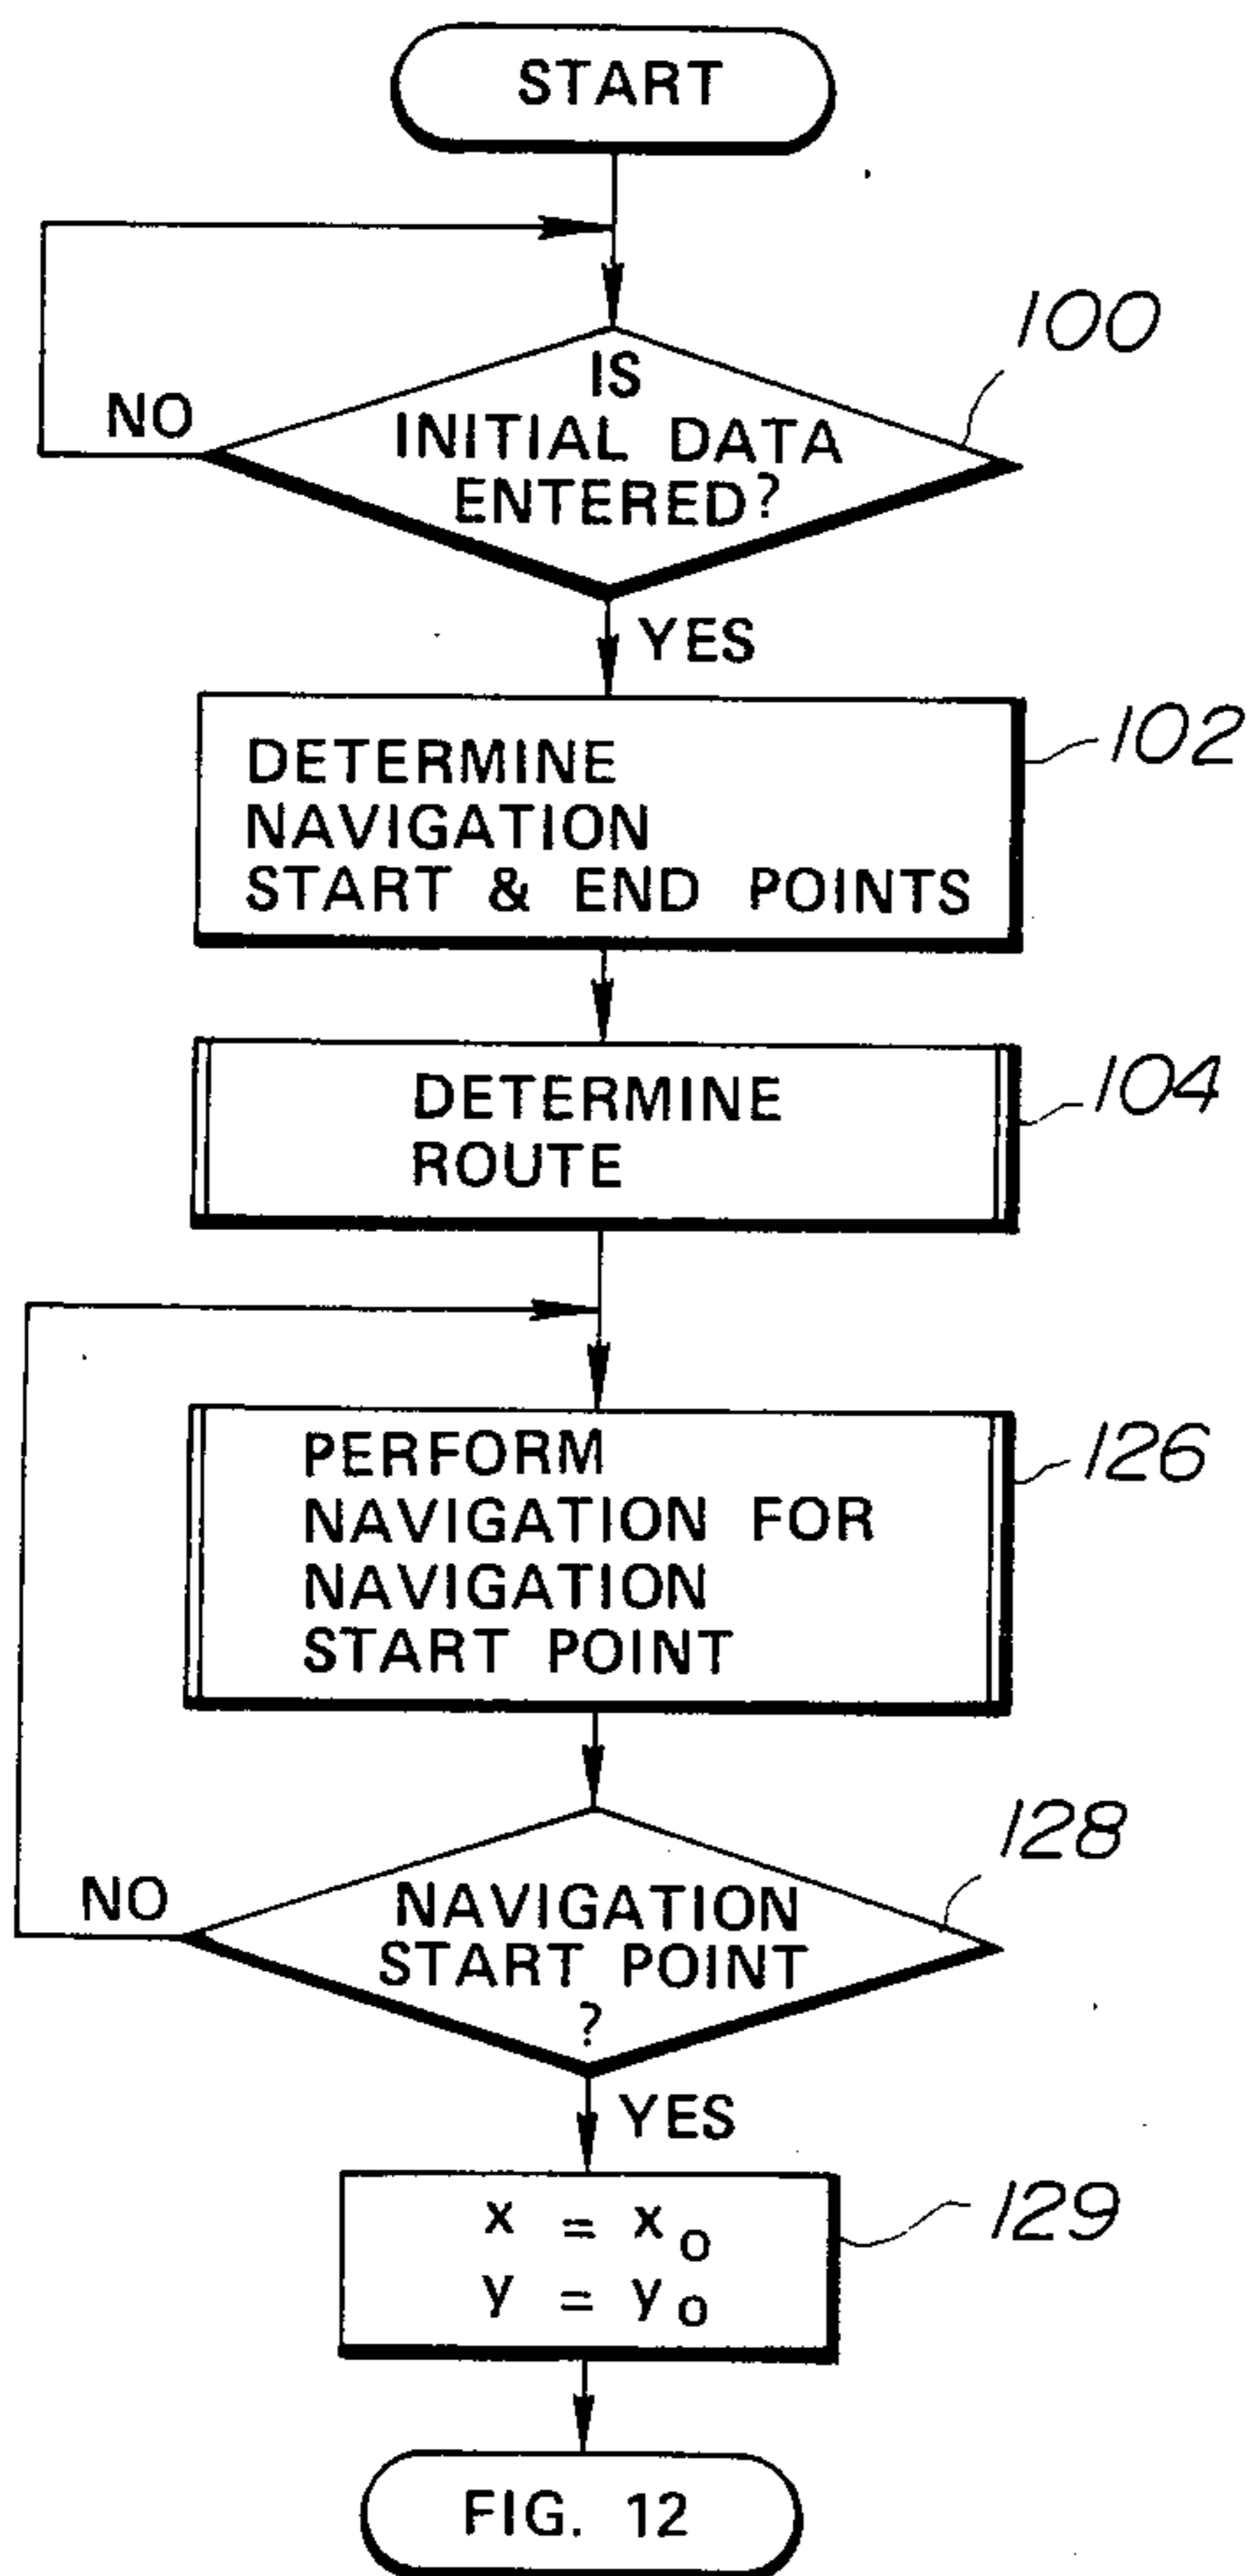 START
100
IS
INITIAL DATA
ENTERED?
NO
YES
102
DETERMINE
NAVIGATION
START & END POINTS
104
DETERMINE
ROUTE
126
PERFORM
NAVIGATION FOR
NAVIGATION
START POINT
128
NAVIGATION
START POINT
?
NO
YES
129
x = x₀
y = y₀
FIG. 12